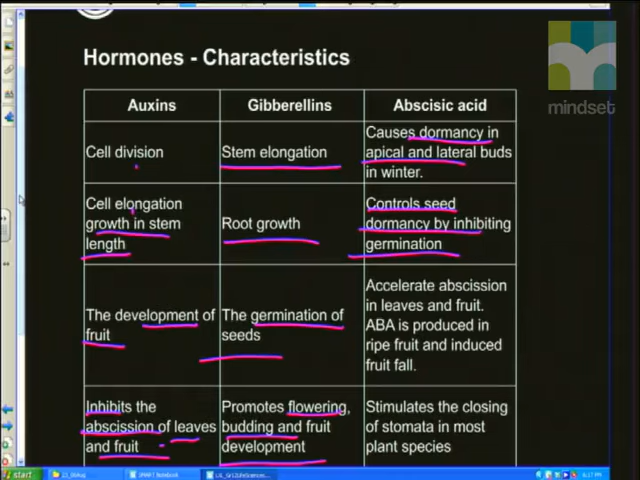 mindset
Hormones - Characteristics
Auxins
Gibberellins
Abscisic acid
Cell division
Stem elongation
Causes dormancy in
apical and lateral buds
in winter.
Cell elongation
growth in stem
length
Root growth
Controls seed
dormancy by inhibiting
germination
The development of
fruit
The germination of
seeds
Accelerate abscission
in leaves and fruit.
ABA is produced in
ripe fruit and induced
fruit fall.
Inhibits the
abscission of leaves
and fruit
Promotes flowering,
budding and fruit
development
Stimulates the closing
of stomata in most
plant species
start
SMART Notebook